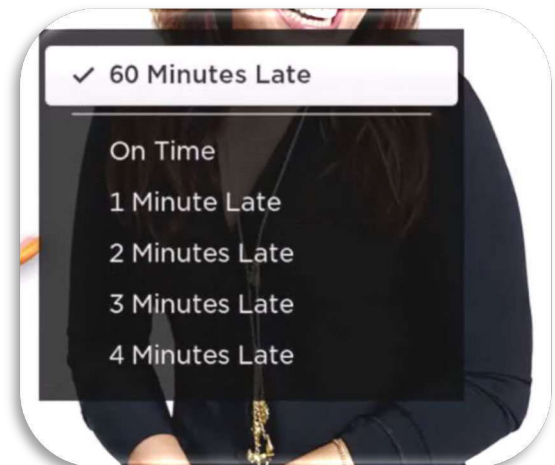 ✓ 60 Minutes Late
On Time
1 Minute Late
2 Minutes Late
3 Minutes Late
4 Minutes Late